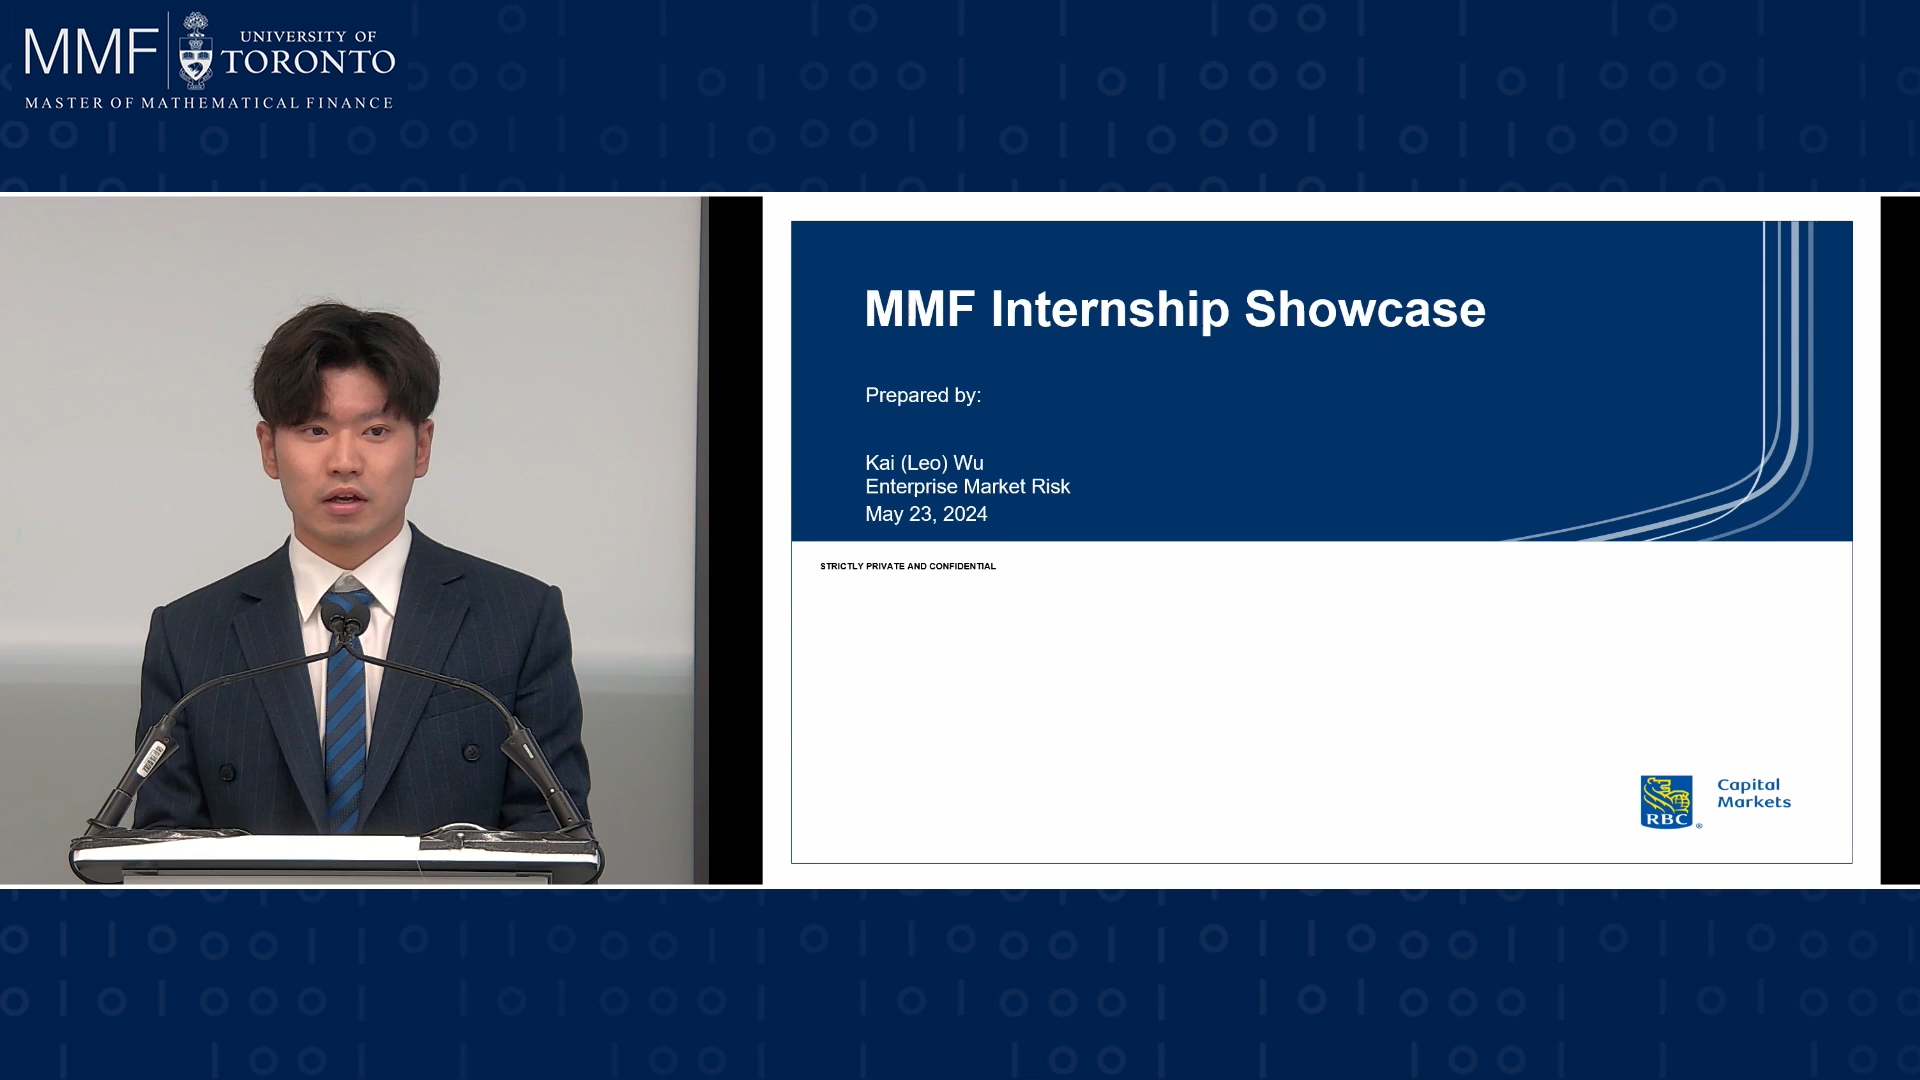 MMF
UNIVERSITY OF
TORONTO
MASTER OF MATHEMATICAL FINANCE
MMF Internship Showcase
Prepared by:
Kai (Leo) Wu
Enterprise Market Risk
May 23, 2024
STRICTLY PRIVATE AND CONFIDENTIAL
RBC ®
Capital
Markets